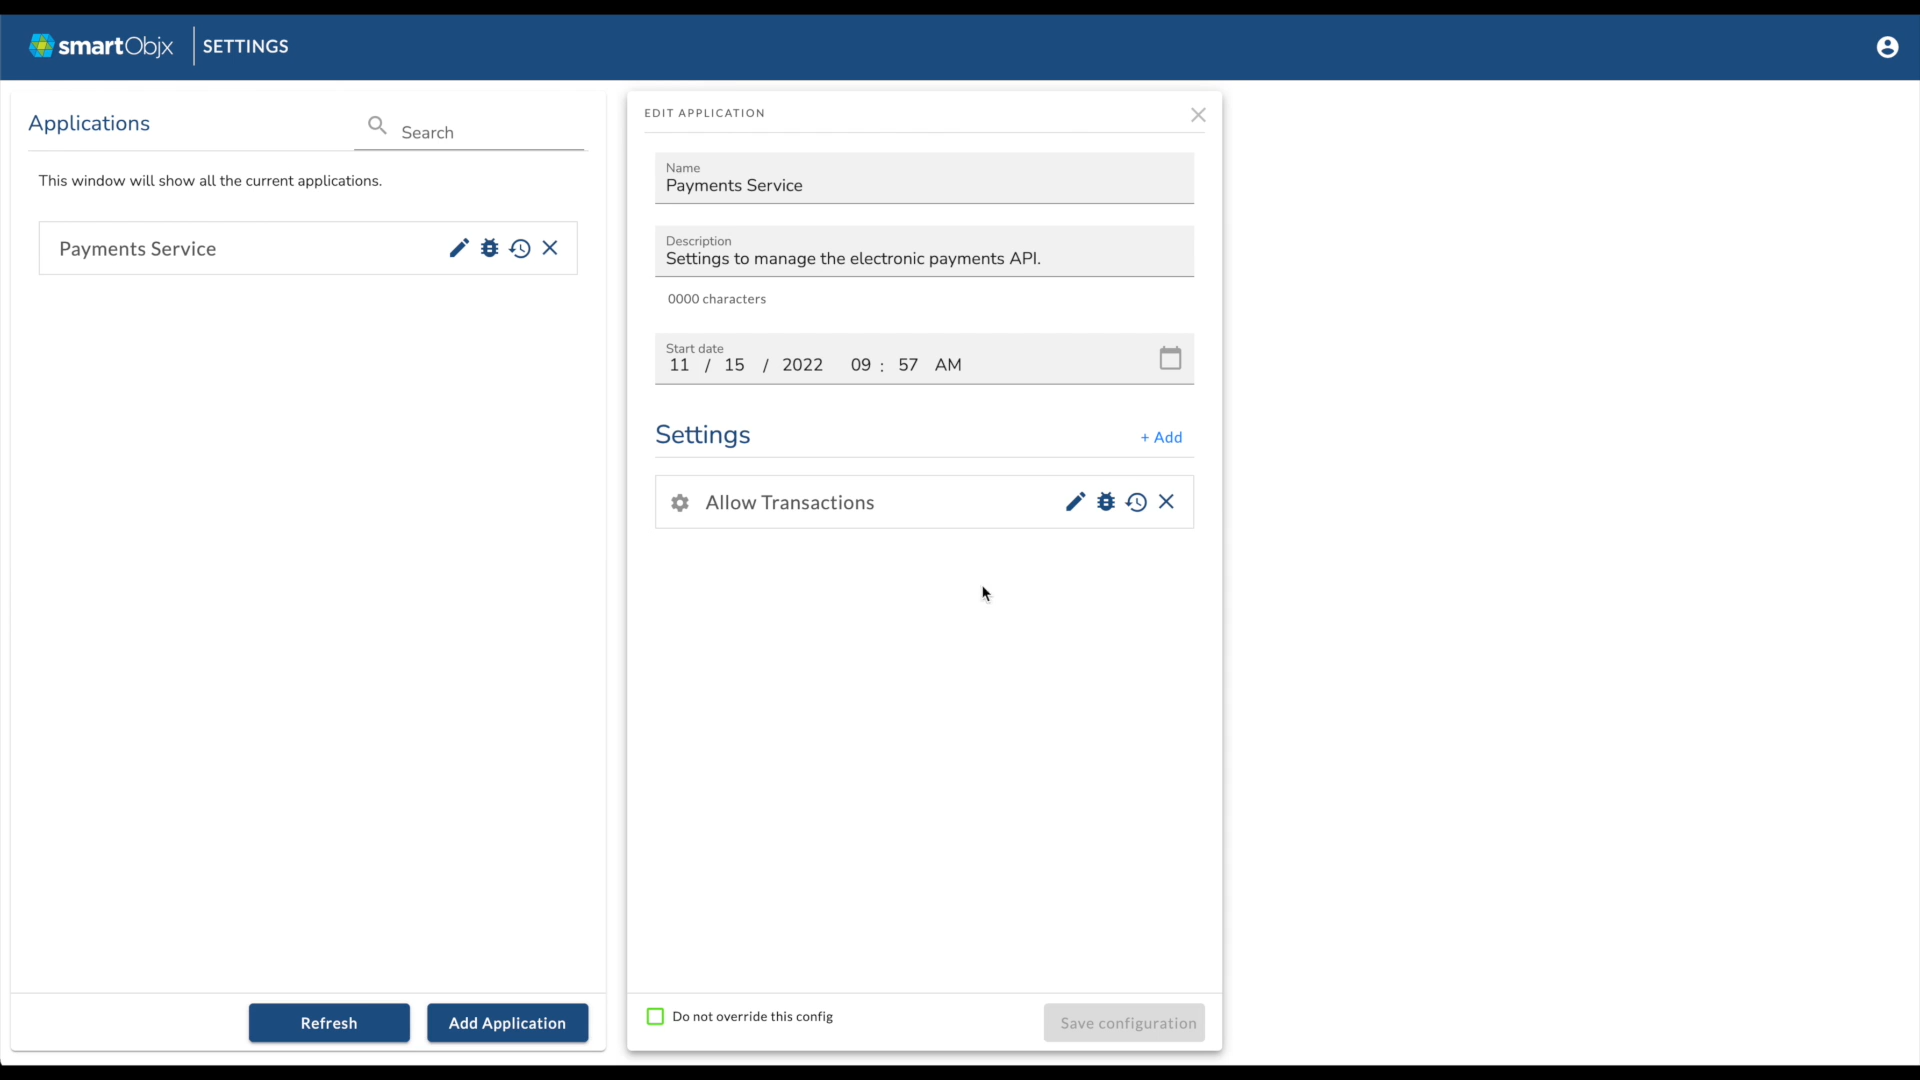 smartObjx SETTINGS
Applications
Search
This window will show all the current applications.
Payments Service
Refresh
Add Application
EDIT APPLICATION
Name
Payments Service
Description
Settings to manage the electronic payments API.
0000 characters
Start date
11 / 15 / 2022 09 : 57 AM
Settings
+ Add
Allow Transactions
Do not override this config
Save configuration